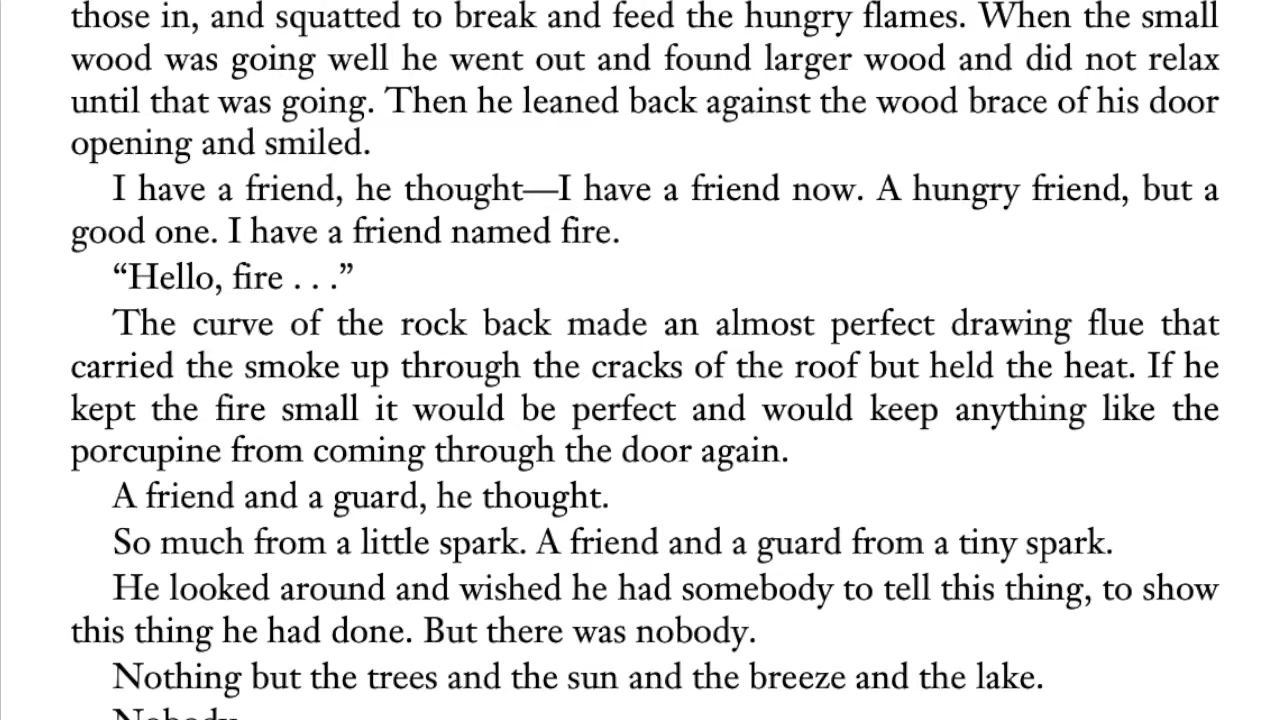 those in, and squatted to break and feed the hungry flames. When the small
wood was going well he went out and found larger wood and did not relax
until that was going. Then he leaned back against the wood brace of his door
opening and smiled.
I have a friend, he thought—I have a friend now. A hungry friend, but a
good one. I have a friend named fire.
“Hello, fire . . .”
The curve of the rock back made an almost perfect drawing flue that
carried the smoke up through the cracks of the roof but held the heat. If he
kept the fire small it would be perfect and would keep anything like the
porcupine from coming through the door again.
A friend and a guard, he thought.
So much from a little spark. A friend and a guard from a tiny spark.
He looked around and wished he had somebody to tell this thing, to show
this thing he had done. But there was nobody.
Nothing but the trees and the sun and the breeze and the lake.
Nobody